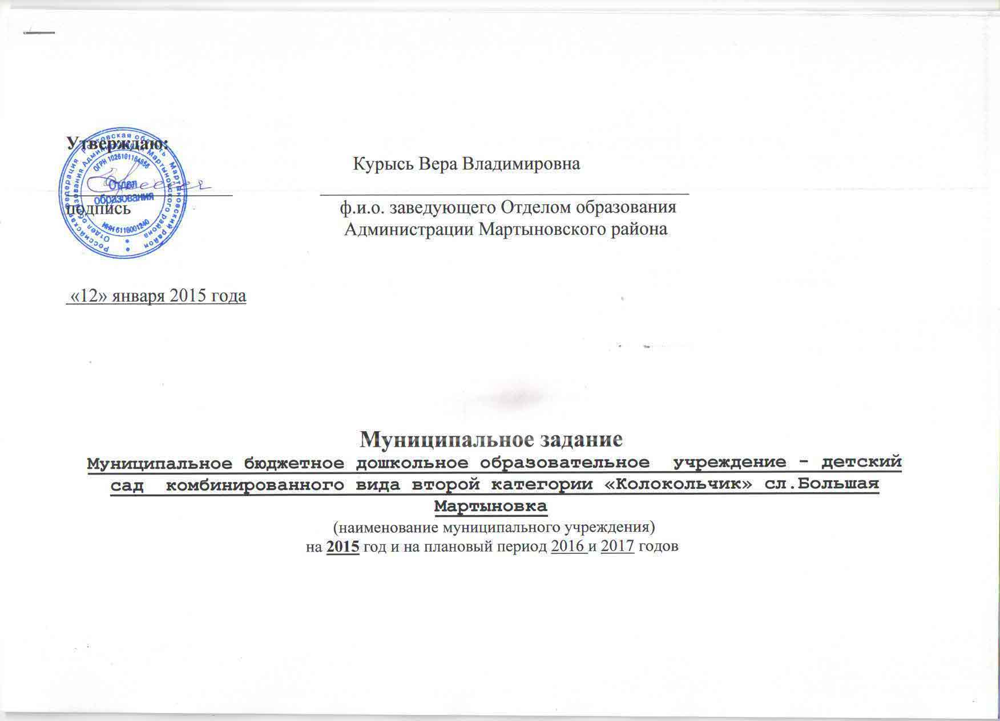 Утверждаю:
Курысь Вера Владимировна
подпись
ф.и.о. заведующего Отделом образования
Администрации Мартыновского района
Российская Федерация Ростовская область Мартыновский район
Отдел образования Администрации Мартыновского района
ОГРН
Отдел
образования
ИНН 6118001240
«12» января 2015 года
Муниципальное задание
Муниципальное бюджетное дошкольное образовательное учреждение – детский
сад комбинированного вида второй категории «Колокольчик» сл.Большая
Мартыновка
(наименование муниципального учреждения)
на 2015 год и на плановый период 2016 и 2017 годов